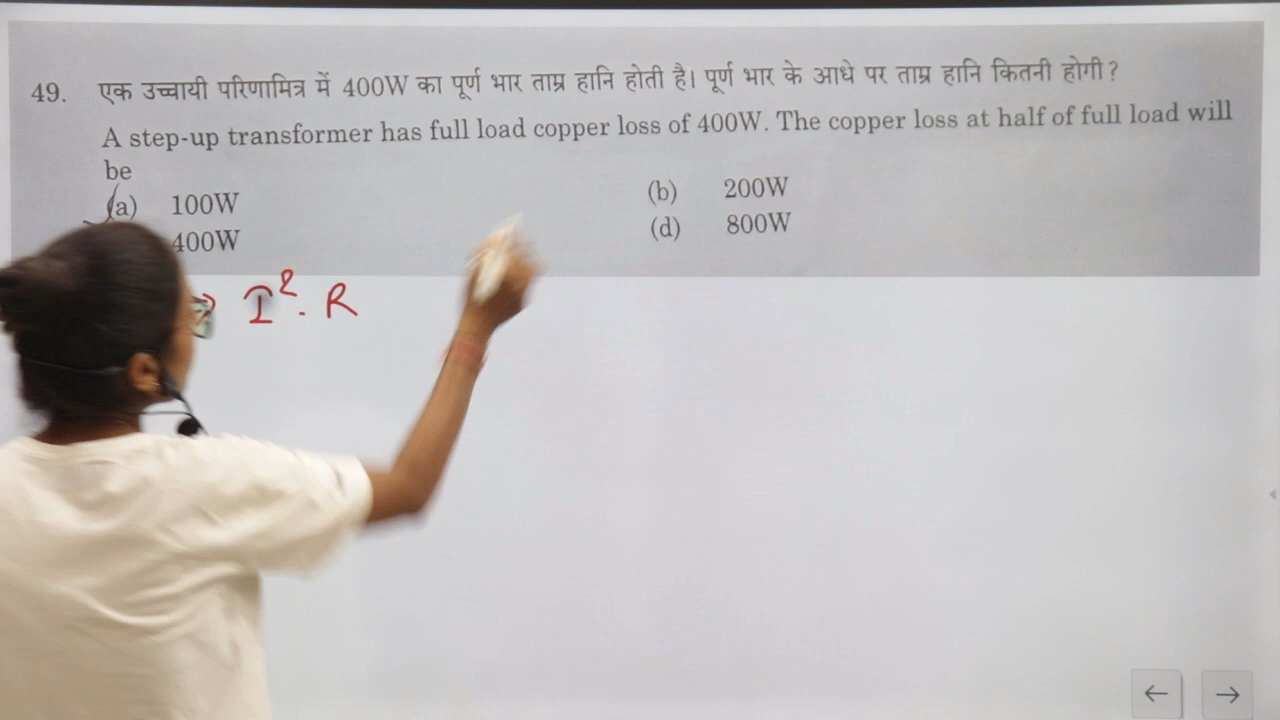 49. एक उच्चायी परिणामित्र में 400W का पूर्ण भार ताम्र हानि होती है। पूर्ण भार के आधे पर ताम्र हानि कितनी होगी?
A step-up transformer has full load copper loss of 400W. The copper loss at half of full load will
be
(a) 100W (b) 200W
400W (d) 800W
I². R